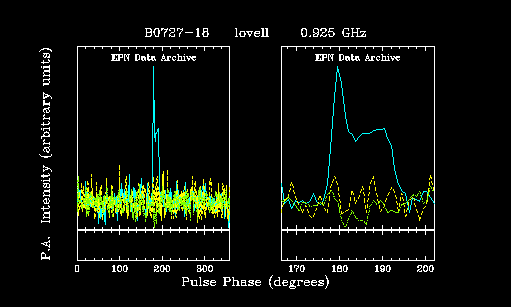 B0727-18 lovell 0.925 GHz
EPN Data Archive EPN Data Archive
P.A. Intensity (arbitrary units)
0 100 200 300 170 180 190 200
Pulse Phase (degrees)